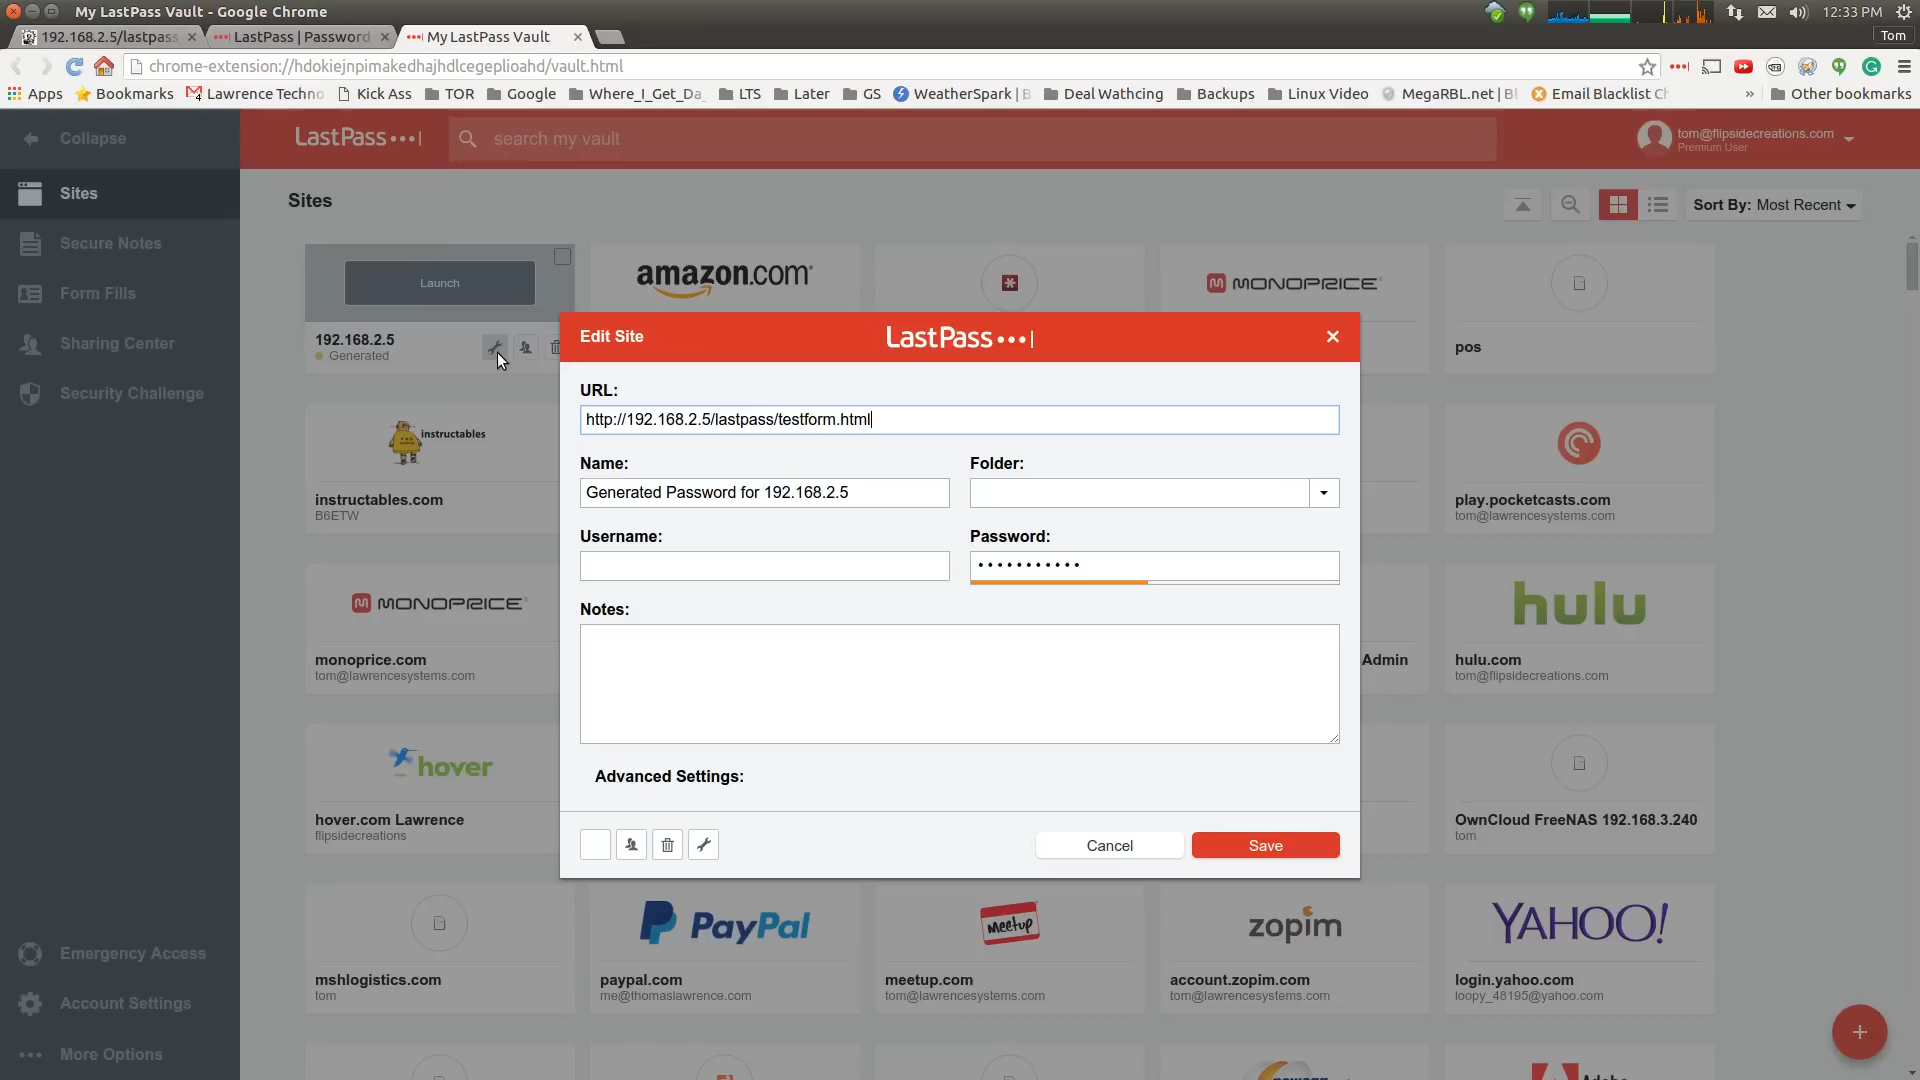 My LastPass Vault - Google Chrome
12:33 PM
192.168.2.5/lastpass
LastPass | Password
My LastPass Vault
Tom
chrome-extension://hdokiejnpimakedhajhdlcegeplioahd/vault.html
Apps
Bookmarks
Lawrence Techno
Kick Ass
TOR
Google
Where_I_Get_Da
LTS
Later
GS
WeatherSpark | B
Deal Wathcing
Backups
Linux Video
MegaRBL.net | Bl
Email Blacklist Ch
» Other bookmarks
Collapse
LastPass
search my vault
tom@flipsidecreations.com
Premium User
Sites
Secure Notes
Form Fills
Sharing Center
Security Challenge
Emergency Access
Account Settings
More Options
Sites
Sort By: Most Recent
Launch
192.168.2.5
Generated
amazon.com
MONOPRICE
pos
instructables
instructables.com
B6ETW
play.pocketcasts.com
tom@lawrencesystems.com
MONOPRICE
monoprice.com
tom@lawrencesystems.com
Admin
hulu
hulu.com
tom@flipsidecreations.com
hover
hover.com Lawrence
flipsidecreations
OwnCloud FreeNAS 192.168.3.240
tom
mshlogistics.com
tom
PayPal
paypal.com
me@thomaslawrence.com
Meetup
meetup.com
tom@lawrencesystems.com
zopim
account.zopim.com
tom@lawrencesystems.com
YAHOO!
login.yahoo.com
loopy_48195@yahoo.com
Edit Site
LastPass
URL:
http://192.168.2.5/lastpass/testform.html
Name:
Folder:
Generated Password for 192.168.2.5
Username:
Password:
Notes:
Advanced Settings:
Cancel
Save